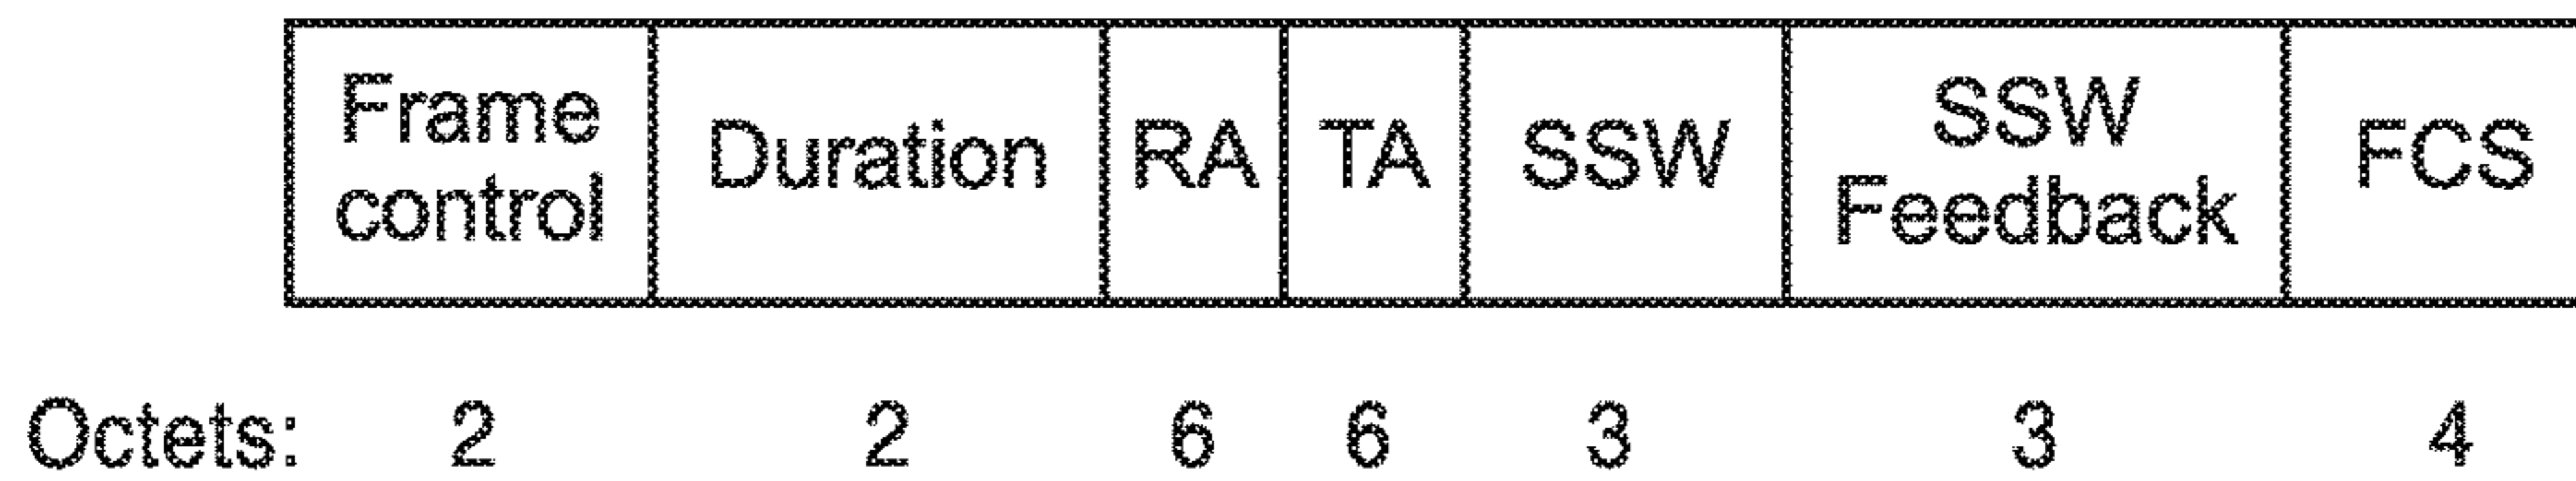 Frame control Duration RA TA SSW SSW Feedback FCS
Octets: 2 2 6 6 3 3 4